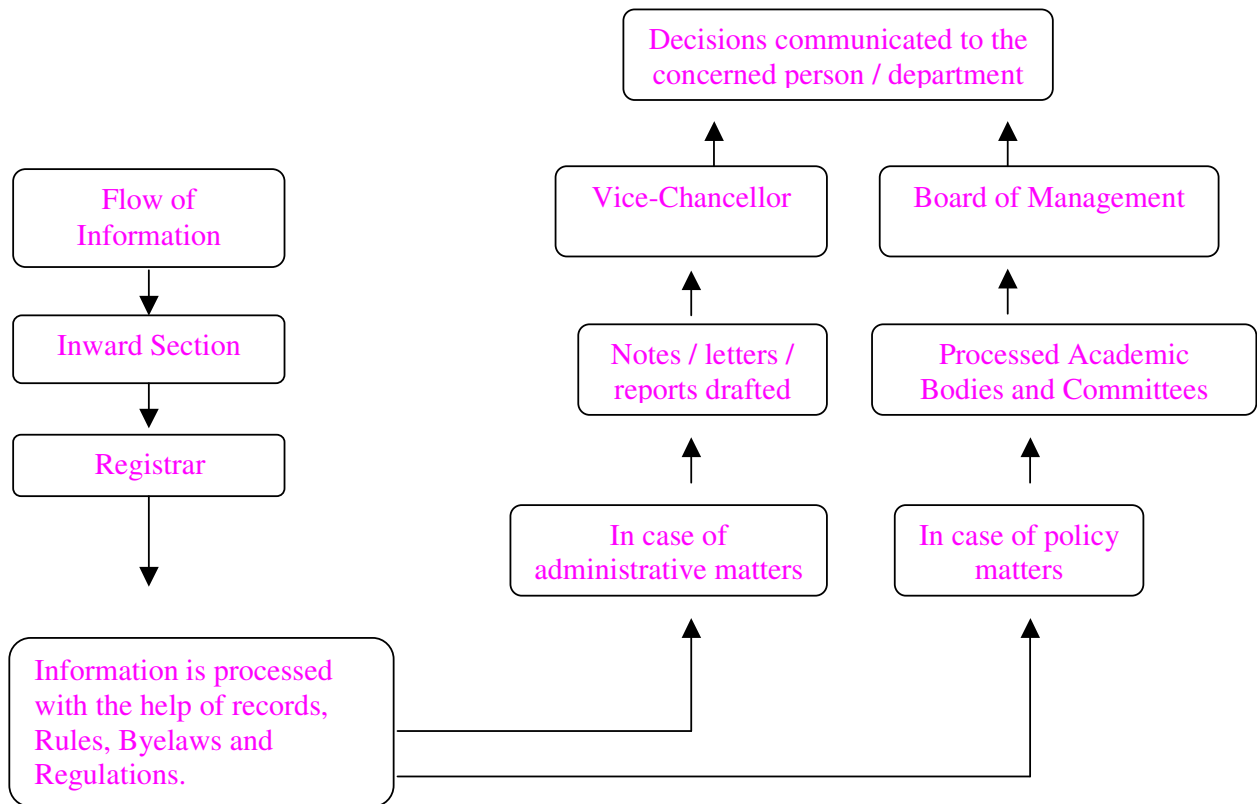 Decisions communicated to the
concerned person / department
Flow of
Information
Vice-Chancellor
Board of Management
Inward Section
Notes / letters /
reports drafted
Processed Academic
Bodies and Committees
Registrar
In case of
administrative matters
In case of policy
matters
Information is processed
with the help of records,
Rules, Byelaws and
Regulations.